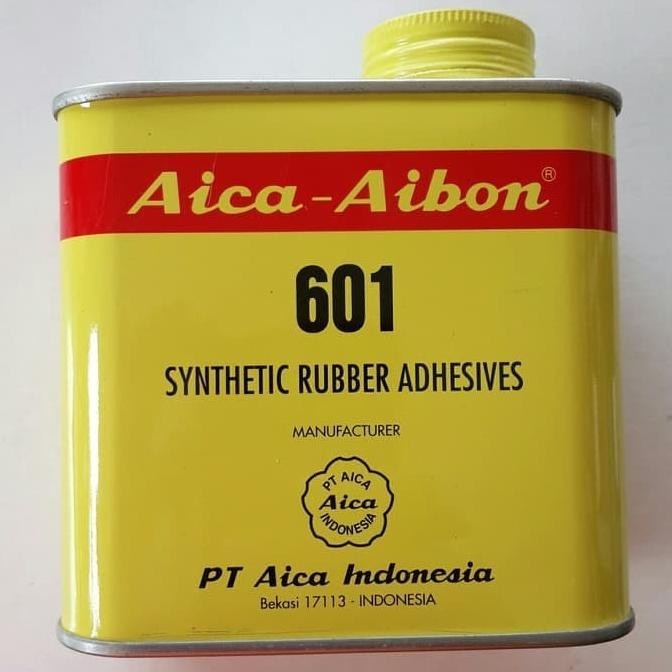 Aica-Aibon®
601
SYNTHETIC RUBBER ADHESIVES
MANUFACTURER
PT AICA
Aica
INDONESIA
PT Aica Indonesia
Bekasi 17113 - INDONESIA